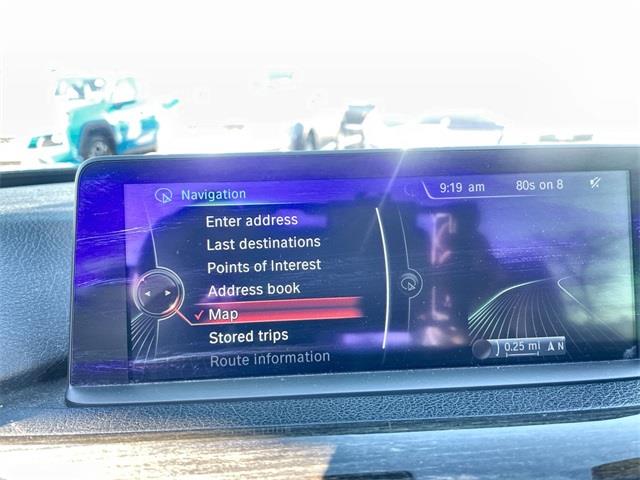 Navigation
9:19 am
80s on 8
Enter address
Last destinations
Points of Interest
Address book
Map
Stored trips
Route information
0.25 mi
N